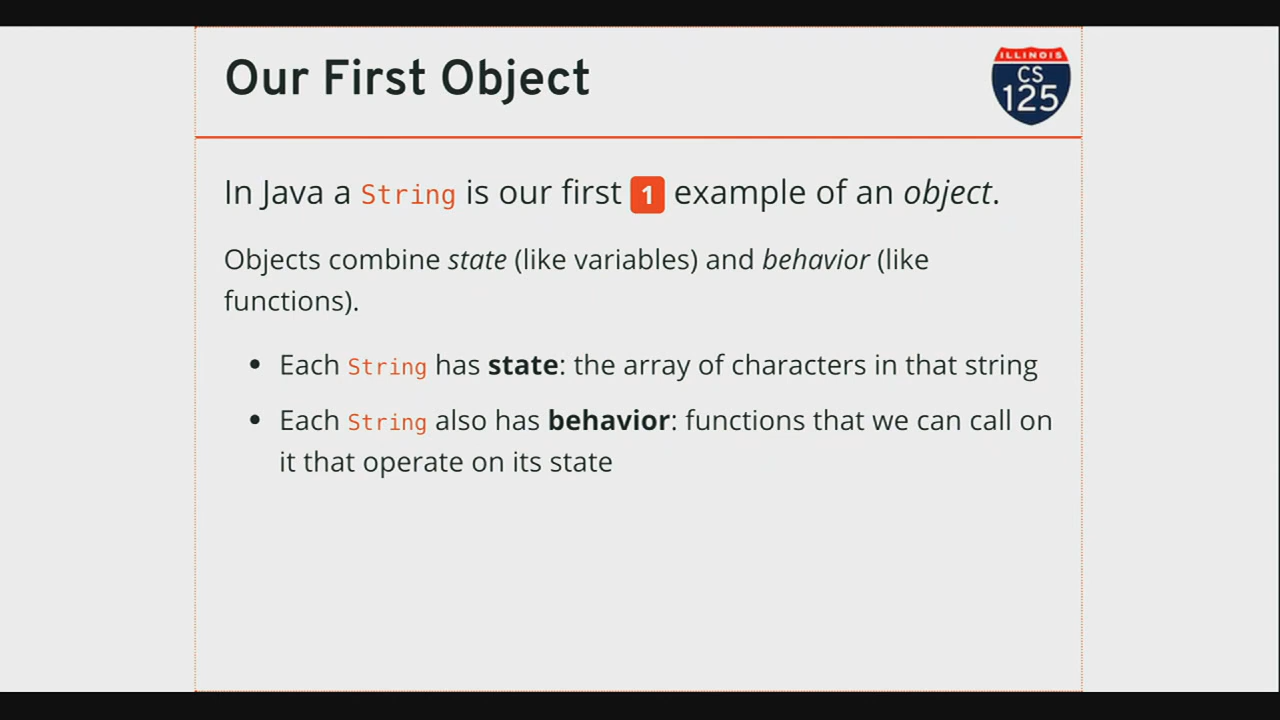 Our First Object
ILLINOIS
CS
125
In Java a String is our first 1 example of an object.
Objects combine state (like variables) and behavior (like
functions).
• Each String has state: the array of characters in that string
• Each String also has behavior: functions that we can call on
it that operate on its state